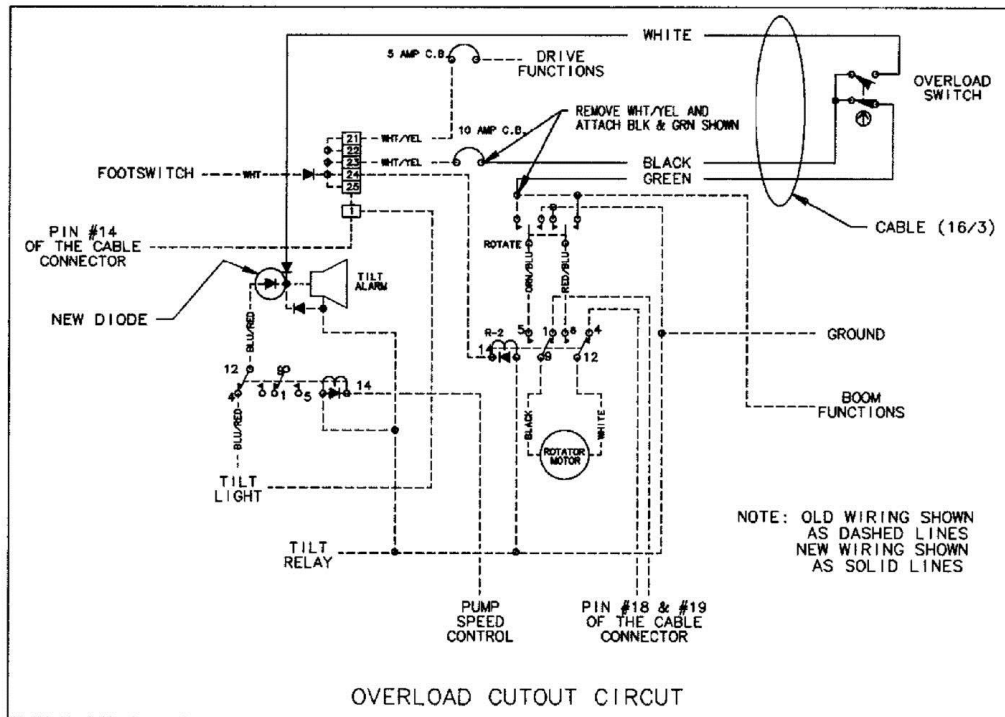 WHITE
5 AMP C.B.
DRIVE
FUNCTIONS
OVERLOAD
SWITCH
REMOVE WHT/YEL AND
ATTACH BLK & GRN SHOWN
21
WHT/YEL
10 AMP C.B.
22
23
WHT/YEL
BLACK
FOOTSWITCH
WHT
24
GREEN
25
1
CABLE (16/3)
PIN #14
OF THE CABLE
CONNECTOR
ROTATE
TILT
ALARM
ORN/BLU
RED/BLU
NEW DIODE
BLU/RED
R-2
5
1
6
4
GROUND
14
9
12
12
9
14
4
1
5
BOOM
FUNCTIONS
BLU/RED
BLACK
WHITE
ROTATOR
MOTOR
TILT
LIGHT
NOTE: OLD WIRING SHOWN
AS DASHED LINES
NEW WIRING SHOWN
AS SOLID LINES
TILT
RELAY
PUMP
SPEED
CONTROL
PIN #18 & #19
OF THE CABLE
CONNECTOR
OVERLOAD CUTOUT CIRCUT